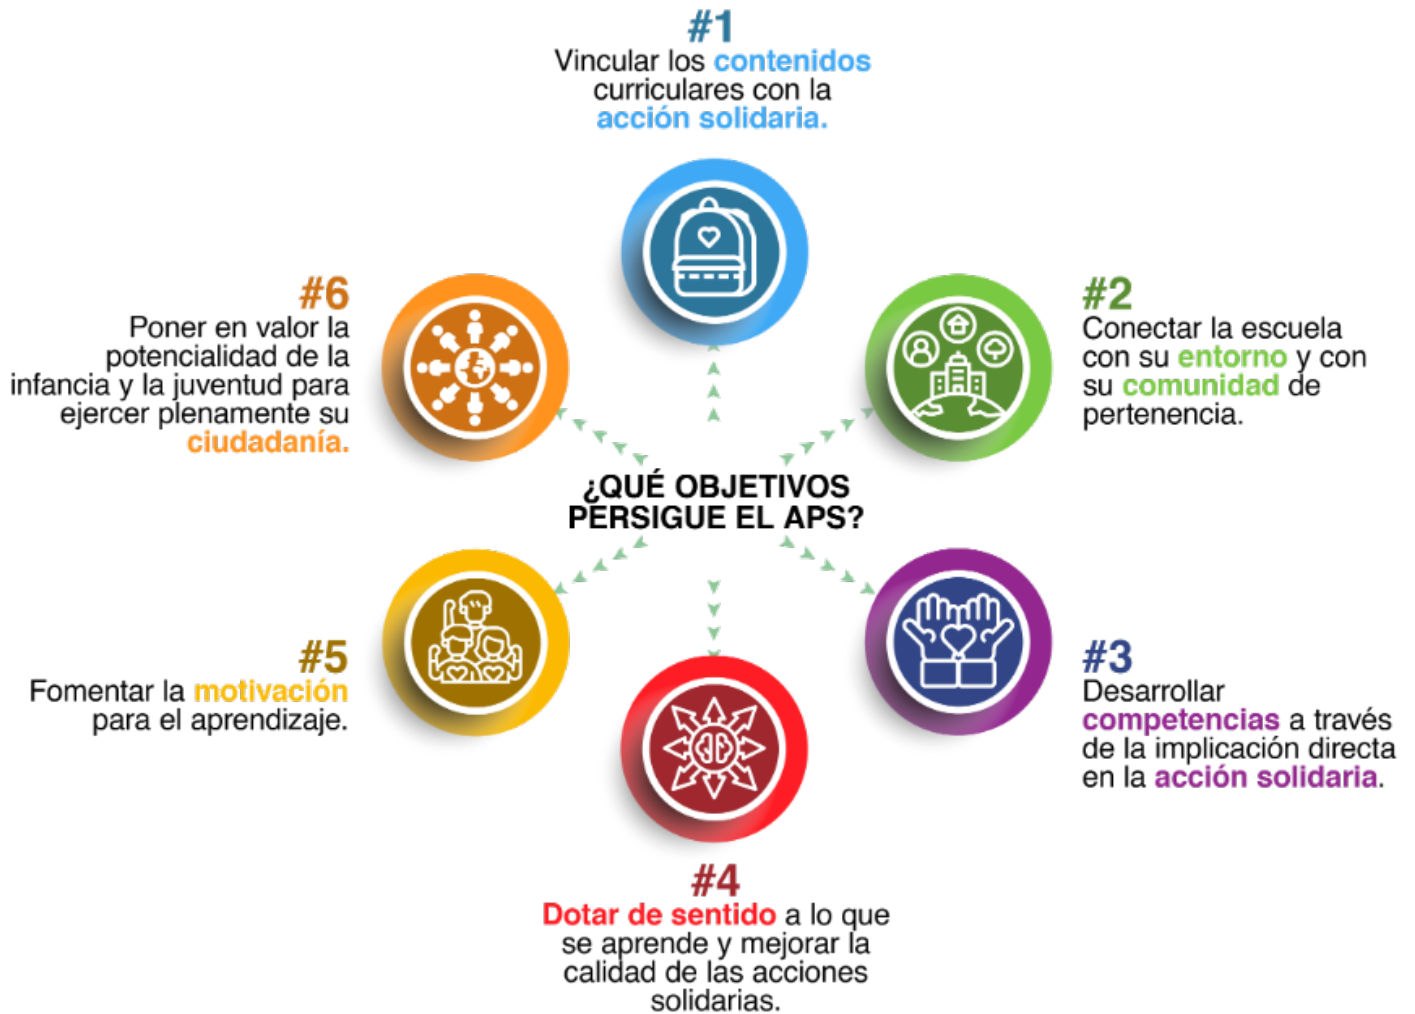 #1
Vincular los contenidos
curriculares con la
acción solidaria.
#2
Conectar la escuela
con su entorno y con
su comunidad de
pertenencia.
#6
Poner en valor la
potencialidad de la
infancia y la juventud para
ejercer plenamente su
ciudadanía.
¿QUÉ OBJETIVOS
PERSIGUE EL APS?
#3
Desarrollar
competencias a través
de la implicación directa
en la acción solidaria.
#5
Fomentar la motivación
para el aprendizaje.
#4
Dotar de sentido a lo que
se aprende y mejorar la
calidad de las acciones
solidarias.